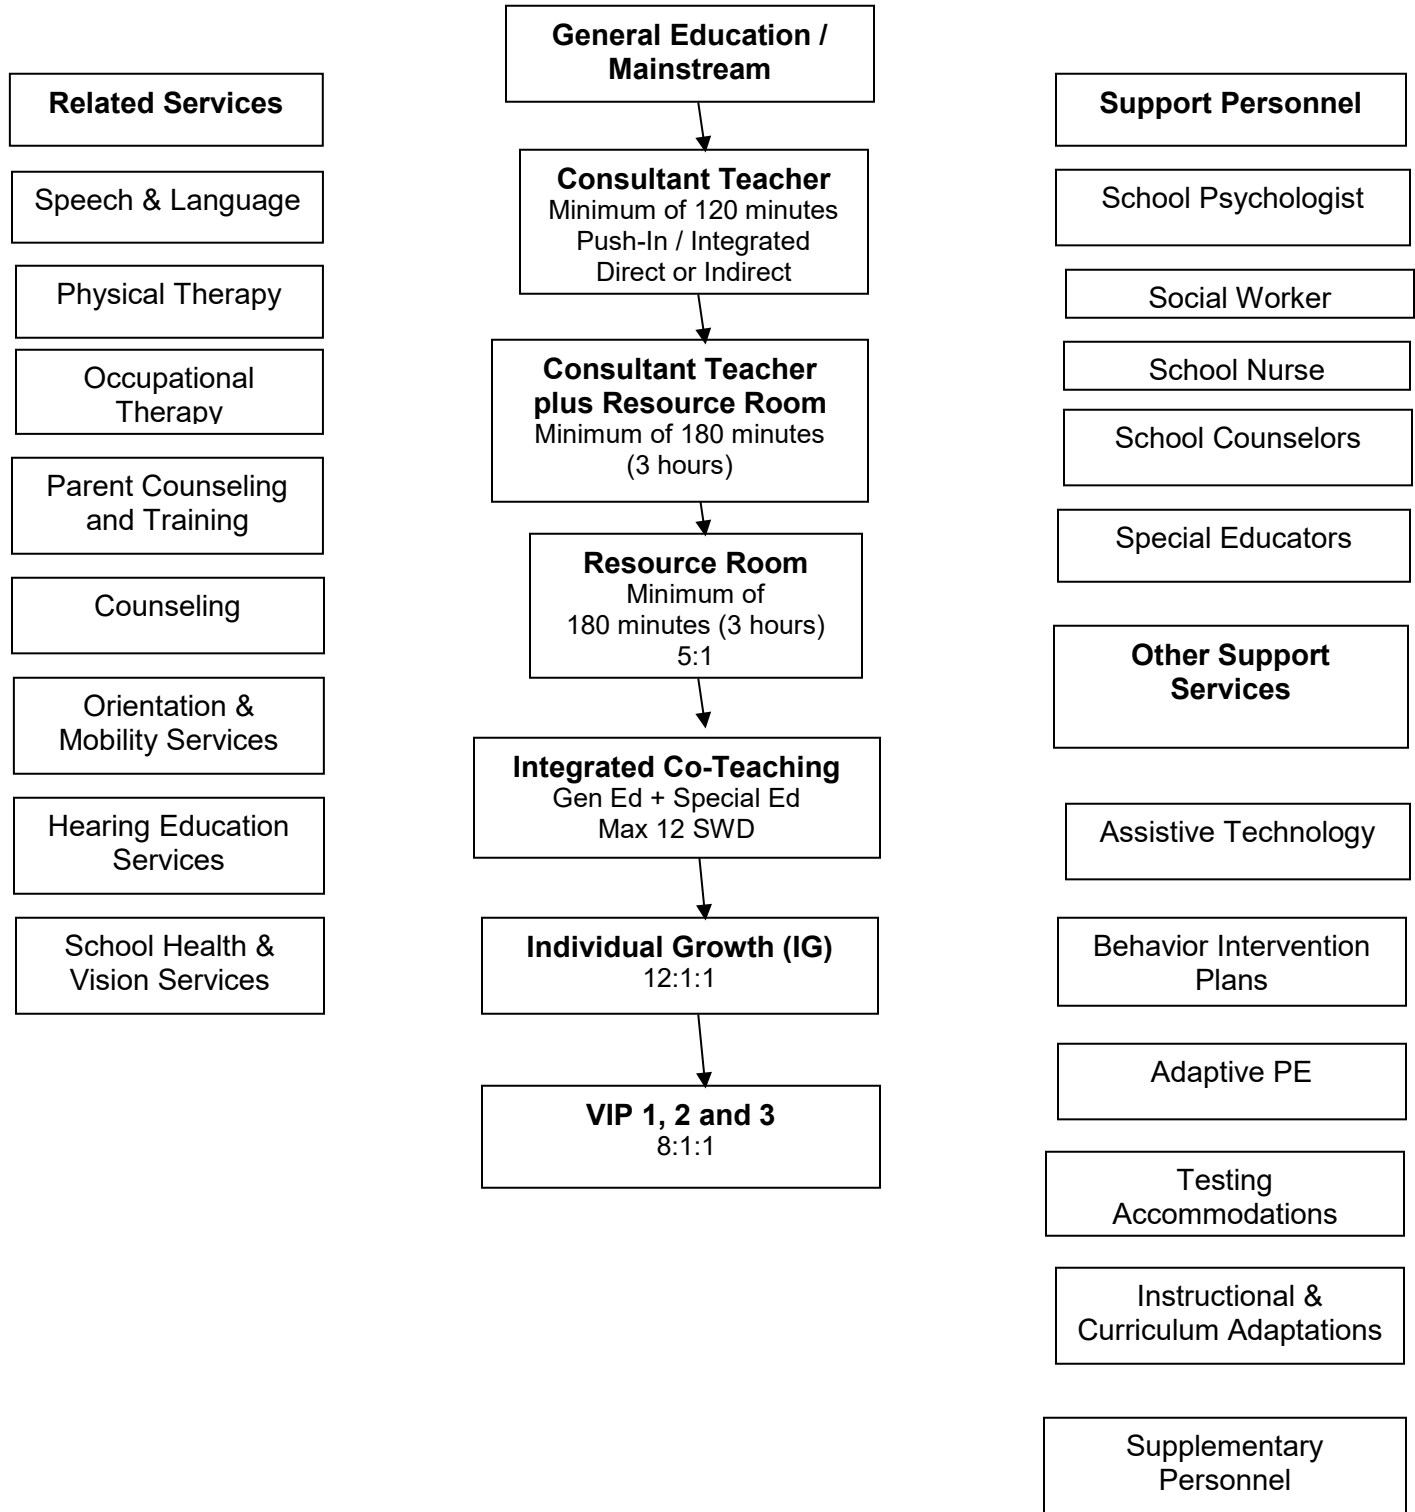 General Education /
Mainstream
Related Services
Speech & Language
Physical Therapy
Occupational
Therapy
Parent Counseling
and Training
Counseling
Orientation &
Mobility Services
Hearing Education
Services
School Health &
Vision Services
Consultant Teacher
Minimum of 120 minutes
Push-In / Integrated
Direct or Indirect
Consultant Teacher
plus Resource Room
Minimum of 180 minutes
(3 hours)
Resource Room
Minimum of
180 minutes (3 hours)
5:1
Integrated Co-Teaching
Gen Ed + Special Ed
Max 12 SWD
Individual Growth (IG)
12:1:1
VIP 1, 2 and 3
8:1:1
Support Personnel
School Psychologist
Social Worker
School Nurse
School Counselors
Special Educators
Other Support
Services
Assistive Technology
Behavior Intervention
Plans
Adaptive PE
Testing
Accommodations
Instructional &
Curriculum Adaptations
Supplementary
Personnel